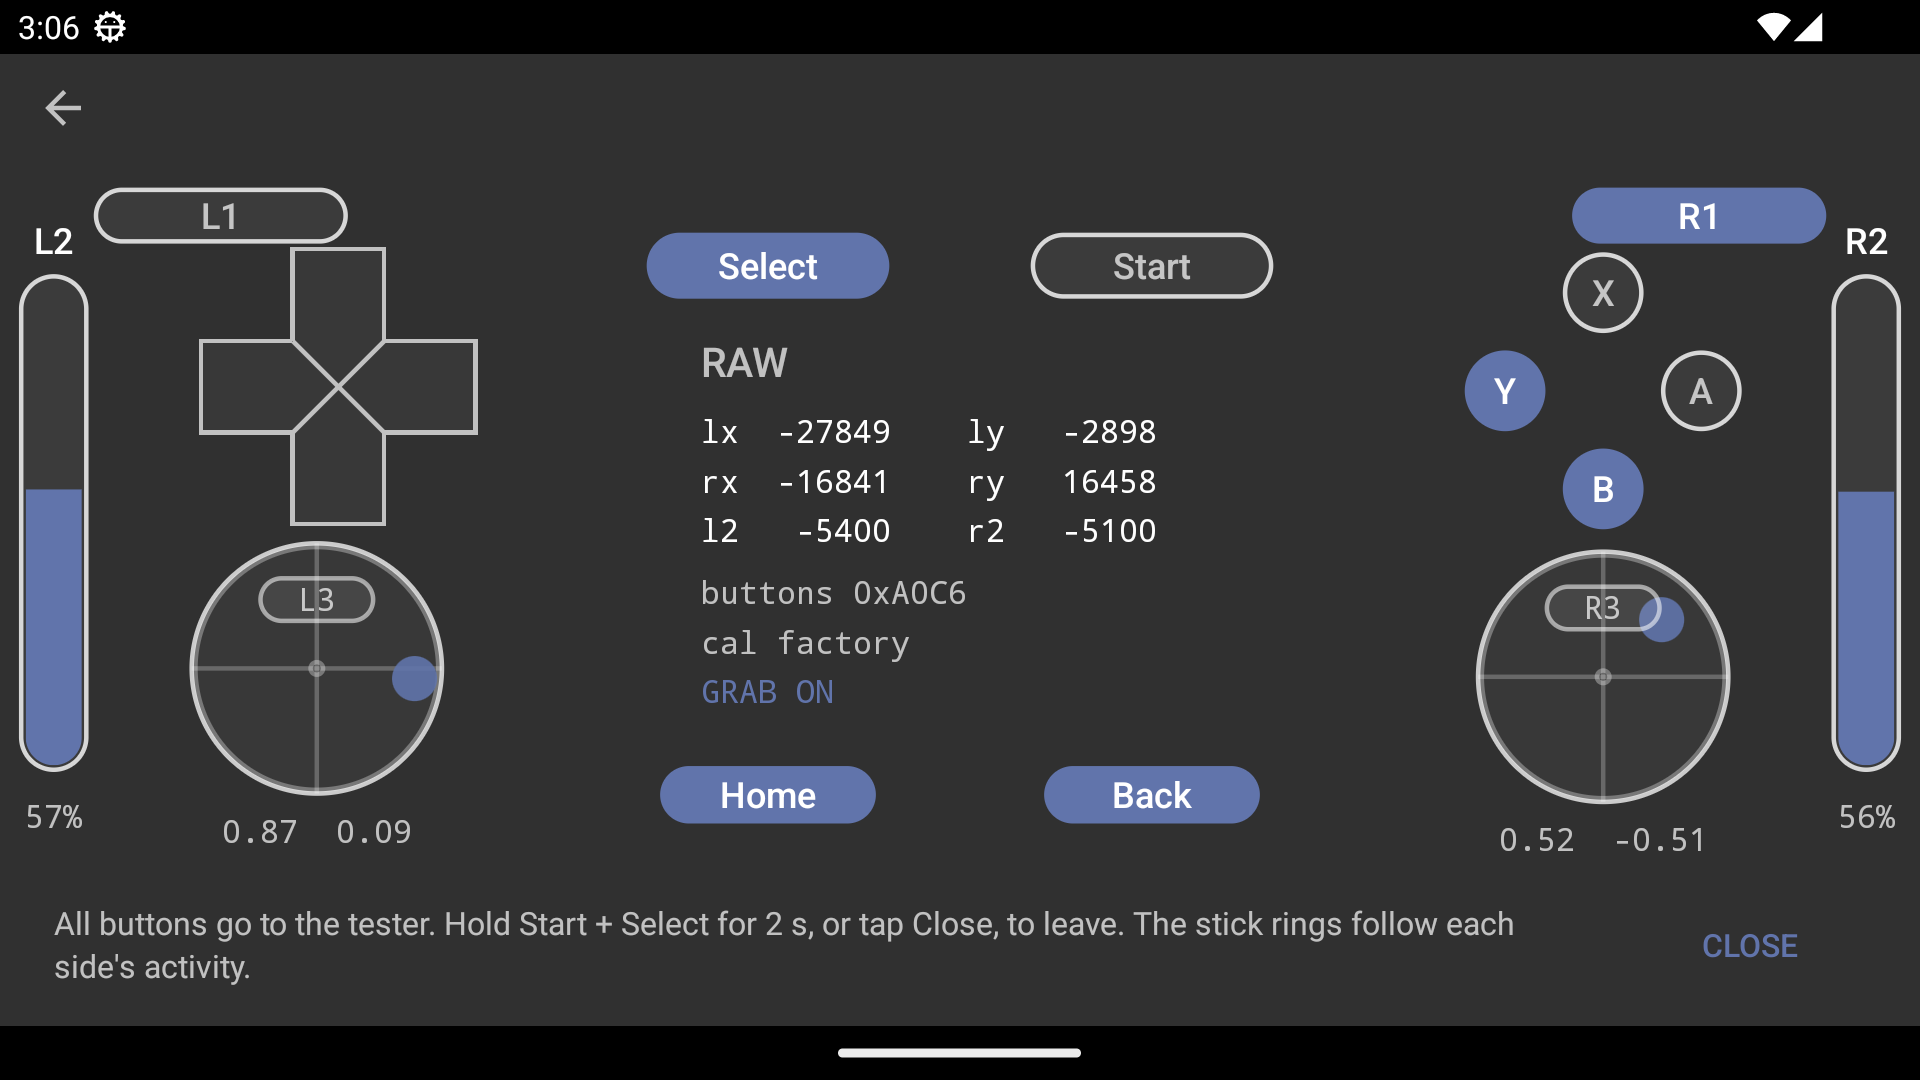 3:06
L1
L2
Select
Start
R1
R2
X
Y
A
B
RAW
lx -27849 ly -2898
rx -16841 ry 16458
l2 -5400 r2 -5100
buttons 0xA0C6
cal factory
GRAB ON
L3
R3
Home
Back
57%
0.87 0.09
0.52 -0.51
56%
All buttons go to the tester. Hold Start + Select for 2 s, or tap Close, to leave. The stick rings follow each
side's activity.
CLOSE